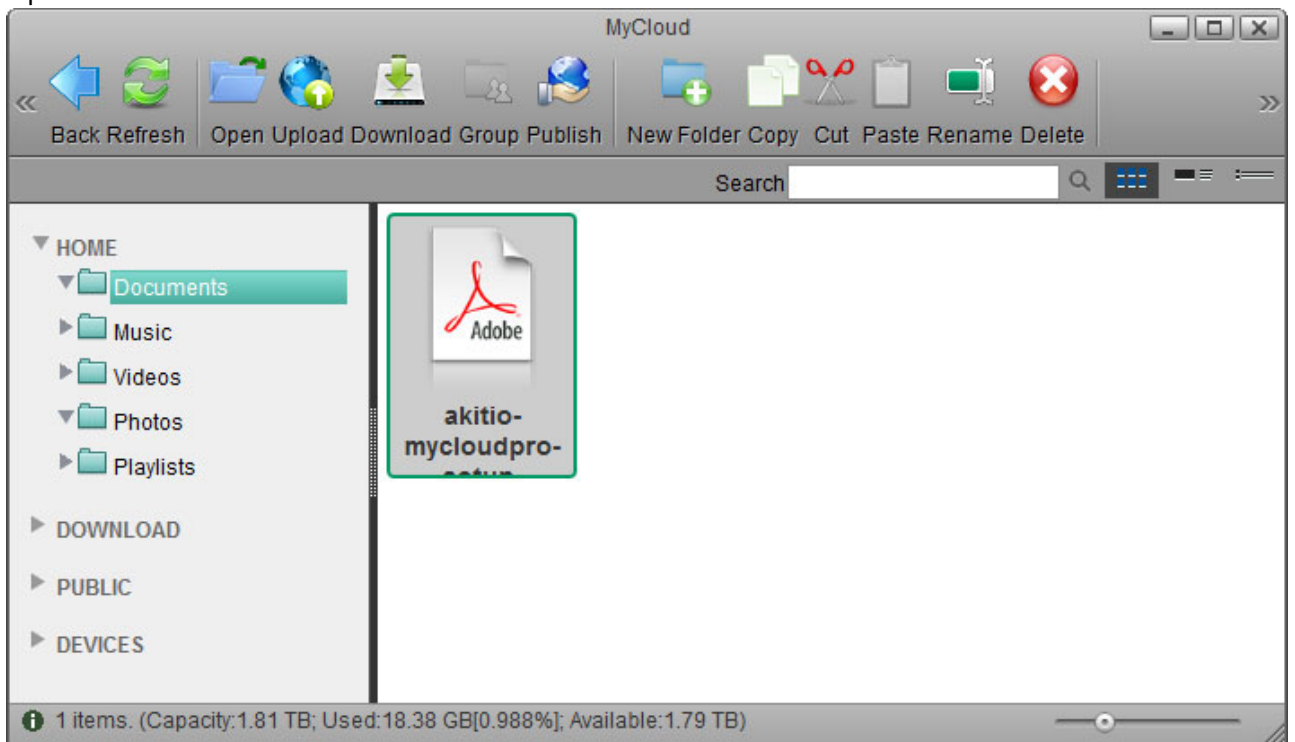 MyCloud
Back Refresh Open Upload Download Group Publish New Folder Copy Cut Paste Rename Delete
Search
HOME
Documents
Music
Videos
Photos
Playlists
DOWNLOAD
PUBLIC
DEVICES
Adobe
akitio-
mycloudpro-
1 items. (Capacity:1.81 TB; Used:18.38 GB[0.988%]; Available:1.79 TB)